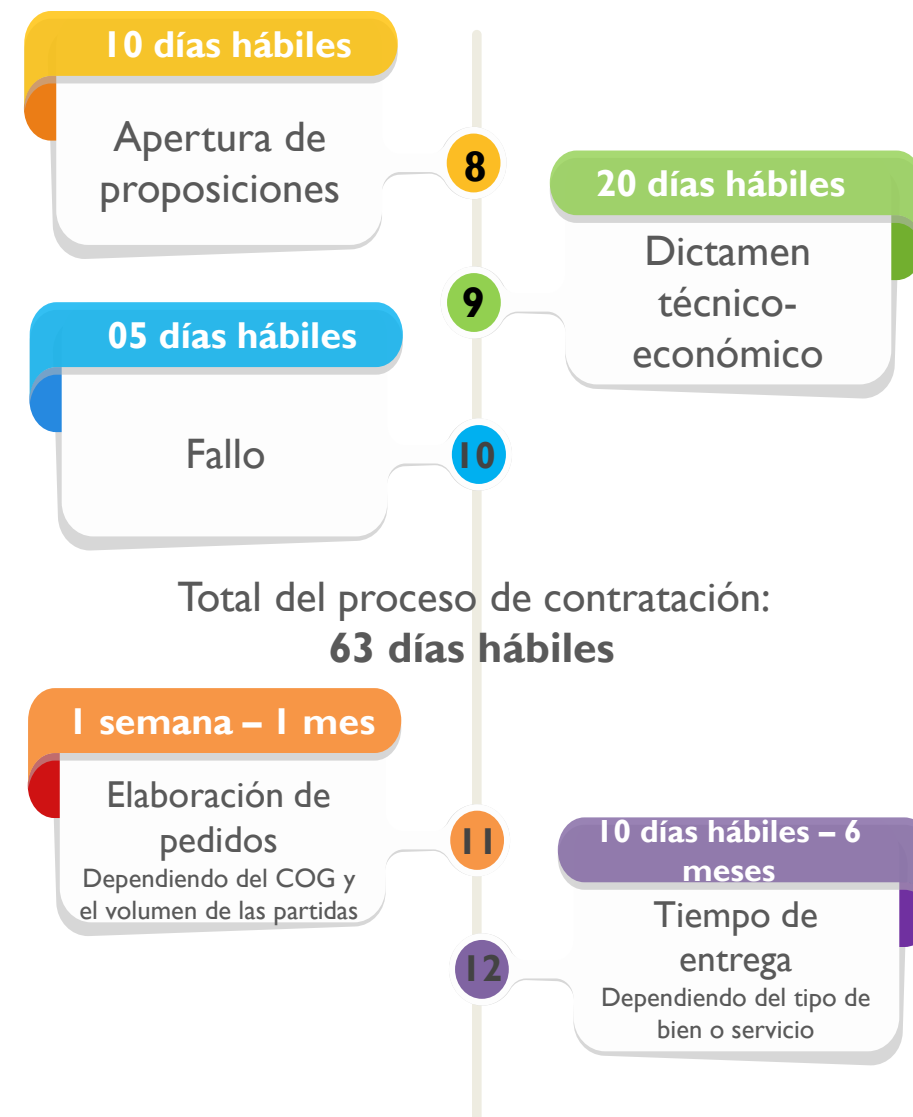 10 días hábiles
Apertura de
proposiciones
8
20 días hábiles
Dictamen
técnico-
económico
9
05 días hábiles
Fallo
10
Total del proceso de contratación:
63 días hábiles
1 semana – 1 mes
Elaboración de
pedidos
Dependiendo del COG y
el volumen de las partidas
11
10 días hábiles – 6
meses
Tiempo de
entrega
Dependiendo del tipo de
bien o servicio
12